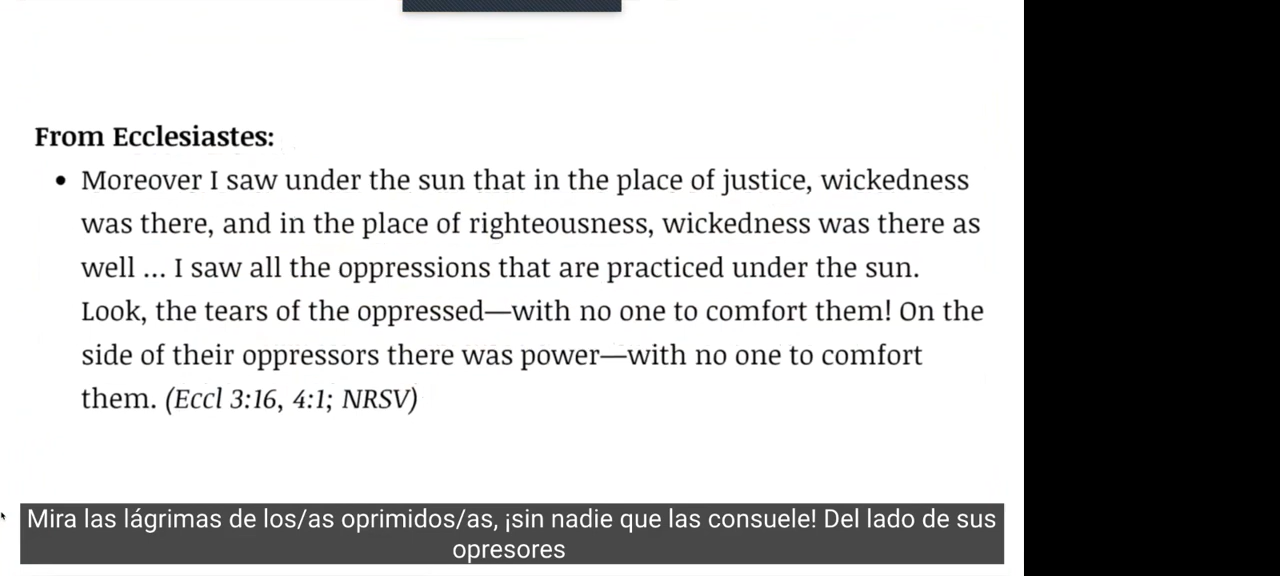 From Ecclesiastes:
• Moreover I saw under the sun that in the place of justice, wickedness
was there, and in the place of righteousness, wickedness was there as
well … I saw all the oppressions that are practiced under the sun.
Look, the tears of the oppressed—with no one to comfort them! On the
side of their oppressors there was power—with no one to comfort
them. (Eccl 3:16, 4:1; NRSV)
Mira las lágrimas de los/as oprimidos/as, ¡sin nadie que las consuele! Del lado de sus
opresores